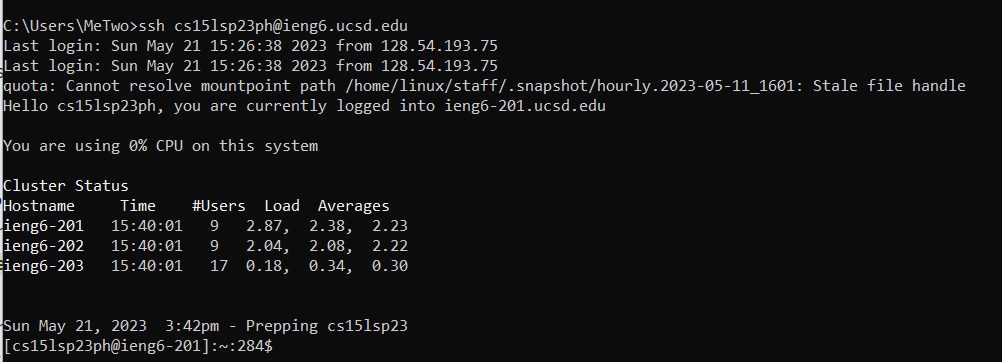 C:\Users\MeTwo>ssh cs15lsp23ph@ieng6.ucsd.edu
Last login: Sun May 21 15:26:38 2023 from 128.54.193.75
Last login: Sun May 21 15:26:38 2023 from 128.54.193.75
quota: Cannot resolve mountpoint path /home/linux/staff/.snapshot/hourly.2023-05-11_1601: Stale file handle
Hello cs15lsp23ph, you are currently logged into ieng6-201.ucsd.edu
You are using 0% CPU on this system
Cluster Status
Hostname     Time    #Users  Load  Averages
ieng6-201   15:40:01   9   2.87,  2.38,  2.23
ieng6-202   15:40:01   9   2.04,  2.08,  2.22
ieng6-203   15:40:01   17  0.18,  0.34,  0.30
Sun May 21, 2023  3:42pm - Prepping cs15lsp23
[cs15lsp23ph@ieng6-201]:~:284$